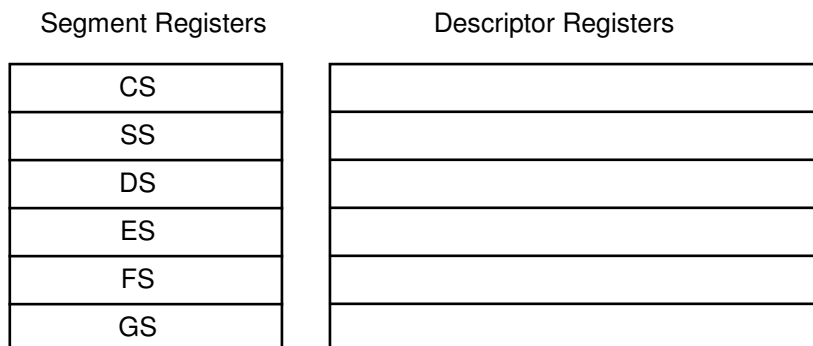 Segment Registers Descriptor Registers
CS
SS
DS
ES
FS
GS